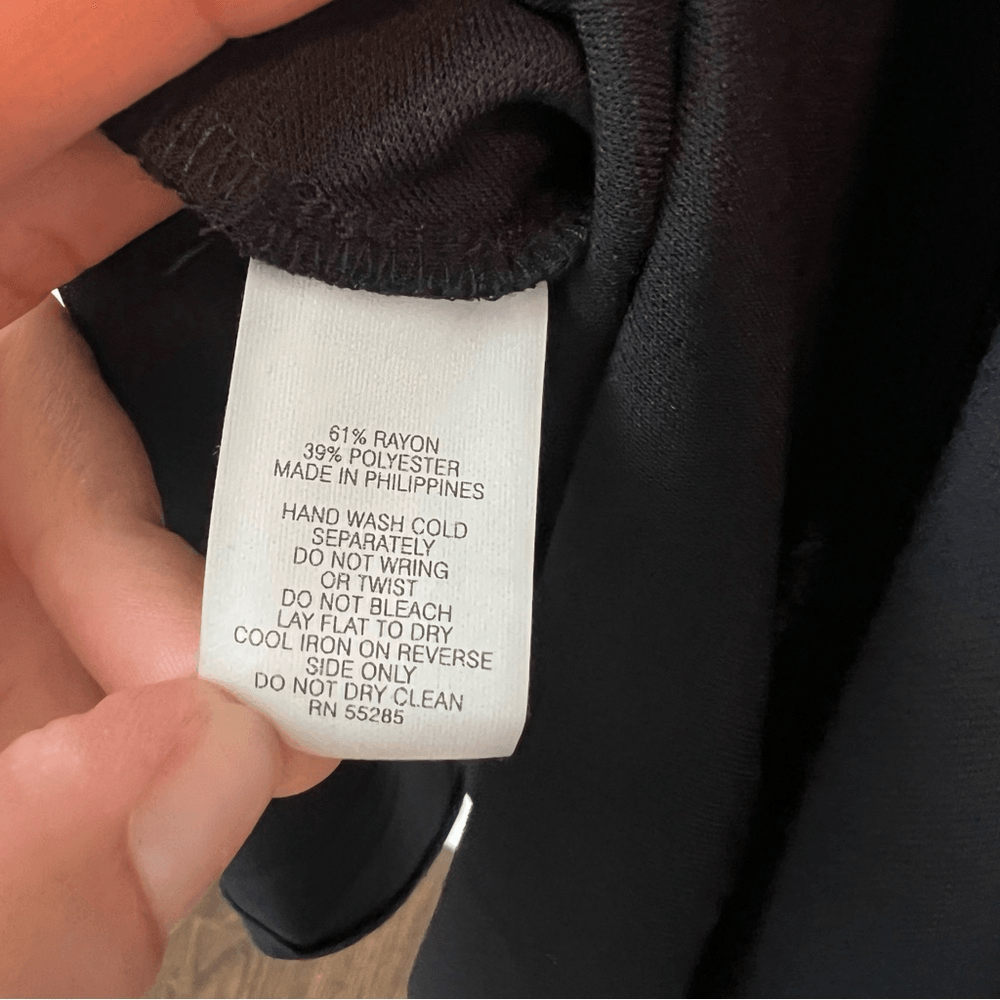 61% RAYON
39% POLYESTER
MADE IN PHILIPPINES
HAND WASH COLD
SEPARATELY
DO NOT WRING
OR TWIST
DO NOT BLEACH
LAY FLAT TO DRY
COOL IRON ON REVERSE
SIDE ONLY
DO NOT DRY CLEAN
RN 55285